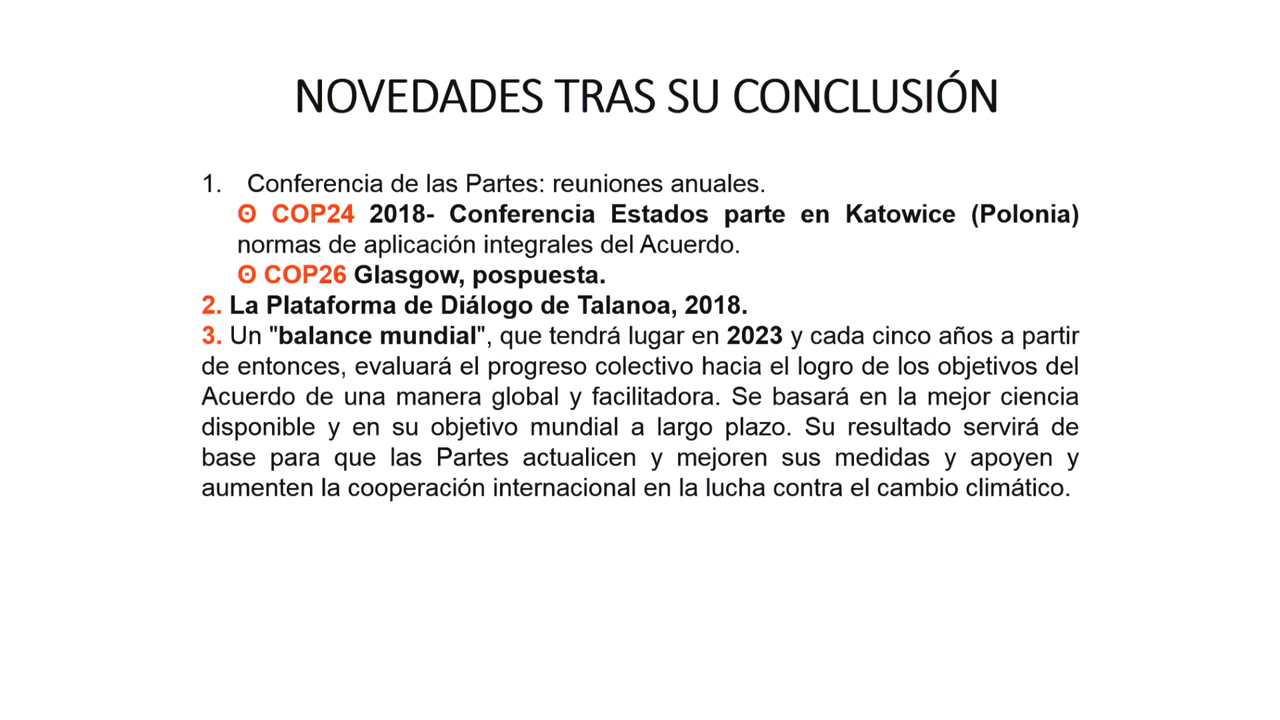 NOVEDADES TRAS SU CONCLUSIÓN
1. Conferencia de las Partes: reuniones anuales.
ʘ COP24 2018- Conferencia Estados parte en Katowice (Polonia)
normas de aplicación integrales del Acuerdo.
ʘ COP26 Glasgow, pospuesta.
2. La Plataforma de Diálogo de Talanoa, 2018.
3. Un "balance mundial", que tendrá lugar en 2023 y cada cinco años a partir
de entonces, evaluará el progreso colectivo hacia el logro de los objetivos del
Acuerdo de una manera global y facilitadora. Se basará en la mejor ciencia
disponible y en su objetivo mundial a largo plazo. Su resultado servirá de
base para que las Partes actualicen y mejoren sus medidas y apoyen y
aumenten la cooperación internacional en la lucha contra el cambio climático.